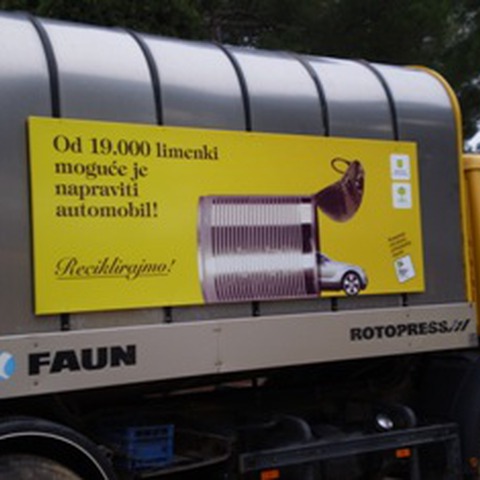 Od 19.000 limenki
moguće je
napraviti
automobil!
Reciklirajmo!
FAUN
ROTOPRESS